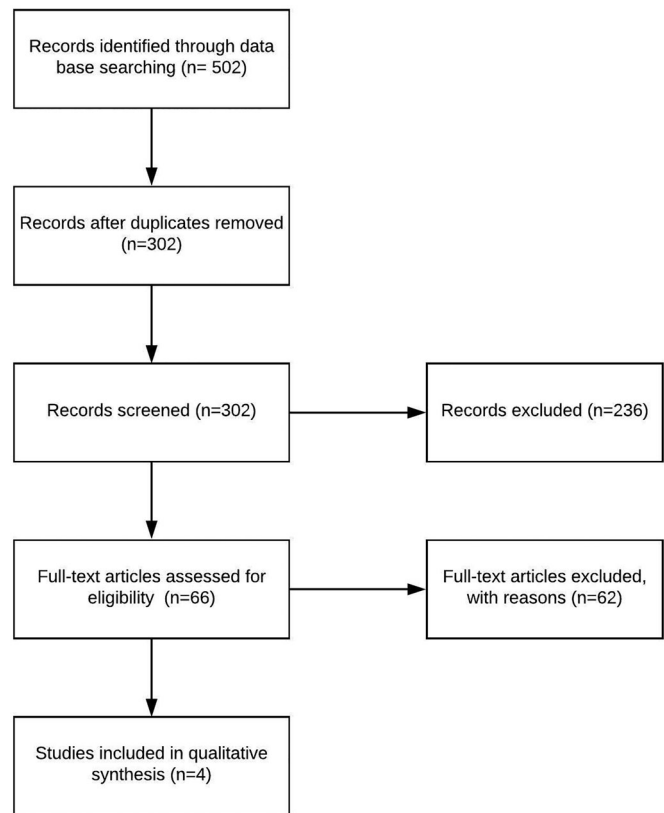 Records identified through data
base searching (n= 502)
Records after duplicates removed
(n=302)
Records screened (n=302)
Records excluded (n=236)
Full-text articles assessed for
eligibility (n=66)
Full-text articles excluded,
with reasons (n=62)
Studies included in qualitative
synthesis (n=4)